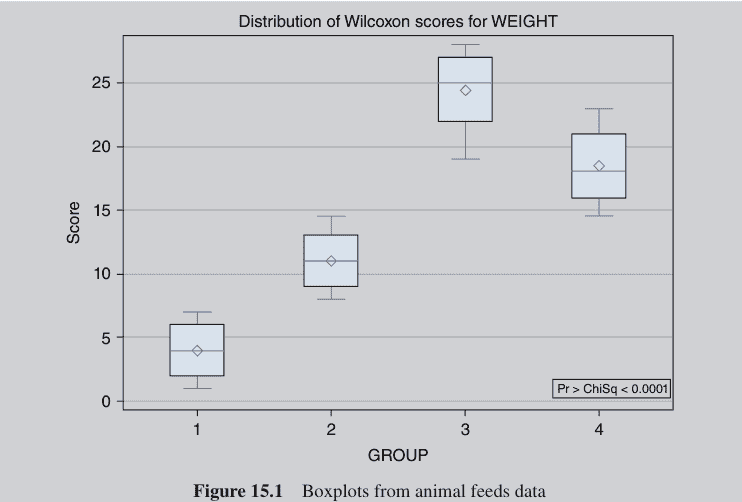 Distribution of Wilcoxon scores for WEIGHT
25
20
15
10
5
0
Score
Pr > ChiSq < 0.0001
1 2 3 4
GROUP
Figure 15.1 Boxplots from animal feeds data